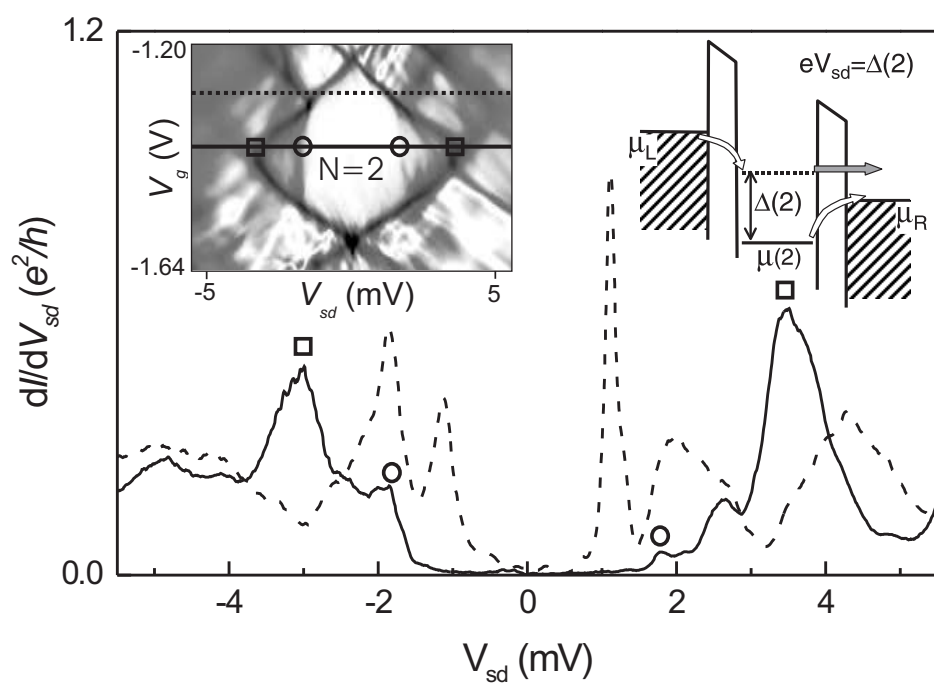 1.2
dI/dV_sd (e²/h)
0.0
-4
-2
0
2
4
V_sd (mV)
-1.20
V_g (V)
-1.64
N=2
-5
V_sd (mV)
5
eV_sd=Δ(2)
μ_L
Δ(2)
μ(2)
μ_R